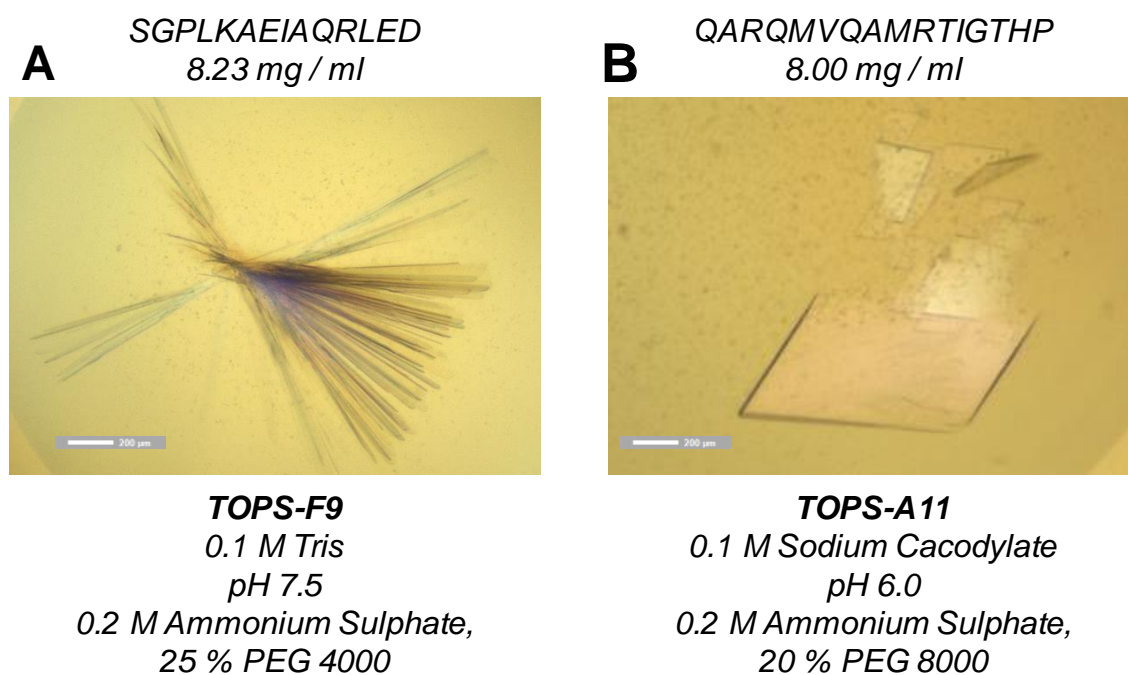 A
SGPLKAEIAQRLED
8.23 mg / ml
200 µm
TOPS-F9
0.1 M Tris
pH 7.5
0.2 M Ammonium Sulphate,
25 % PEG 4000
B
QARQMVQAMRTIGTHP
8.00 mg / ml
200 µm
TOPS-A11
0.1 M Sodium Cacodylate
pH 6.0
0.2 M Ammonium Sulphate,
20 % PEG 8000